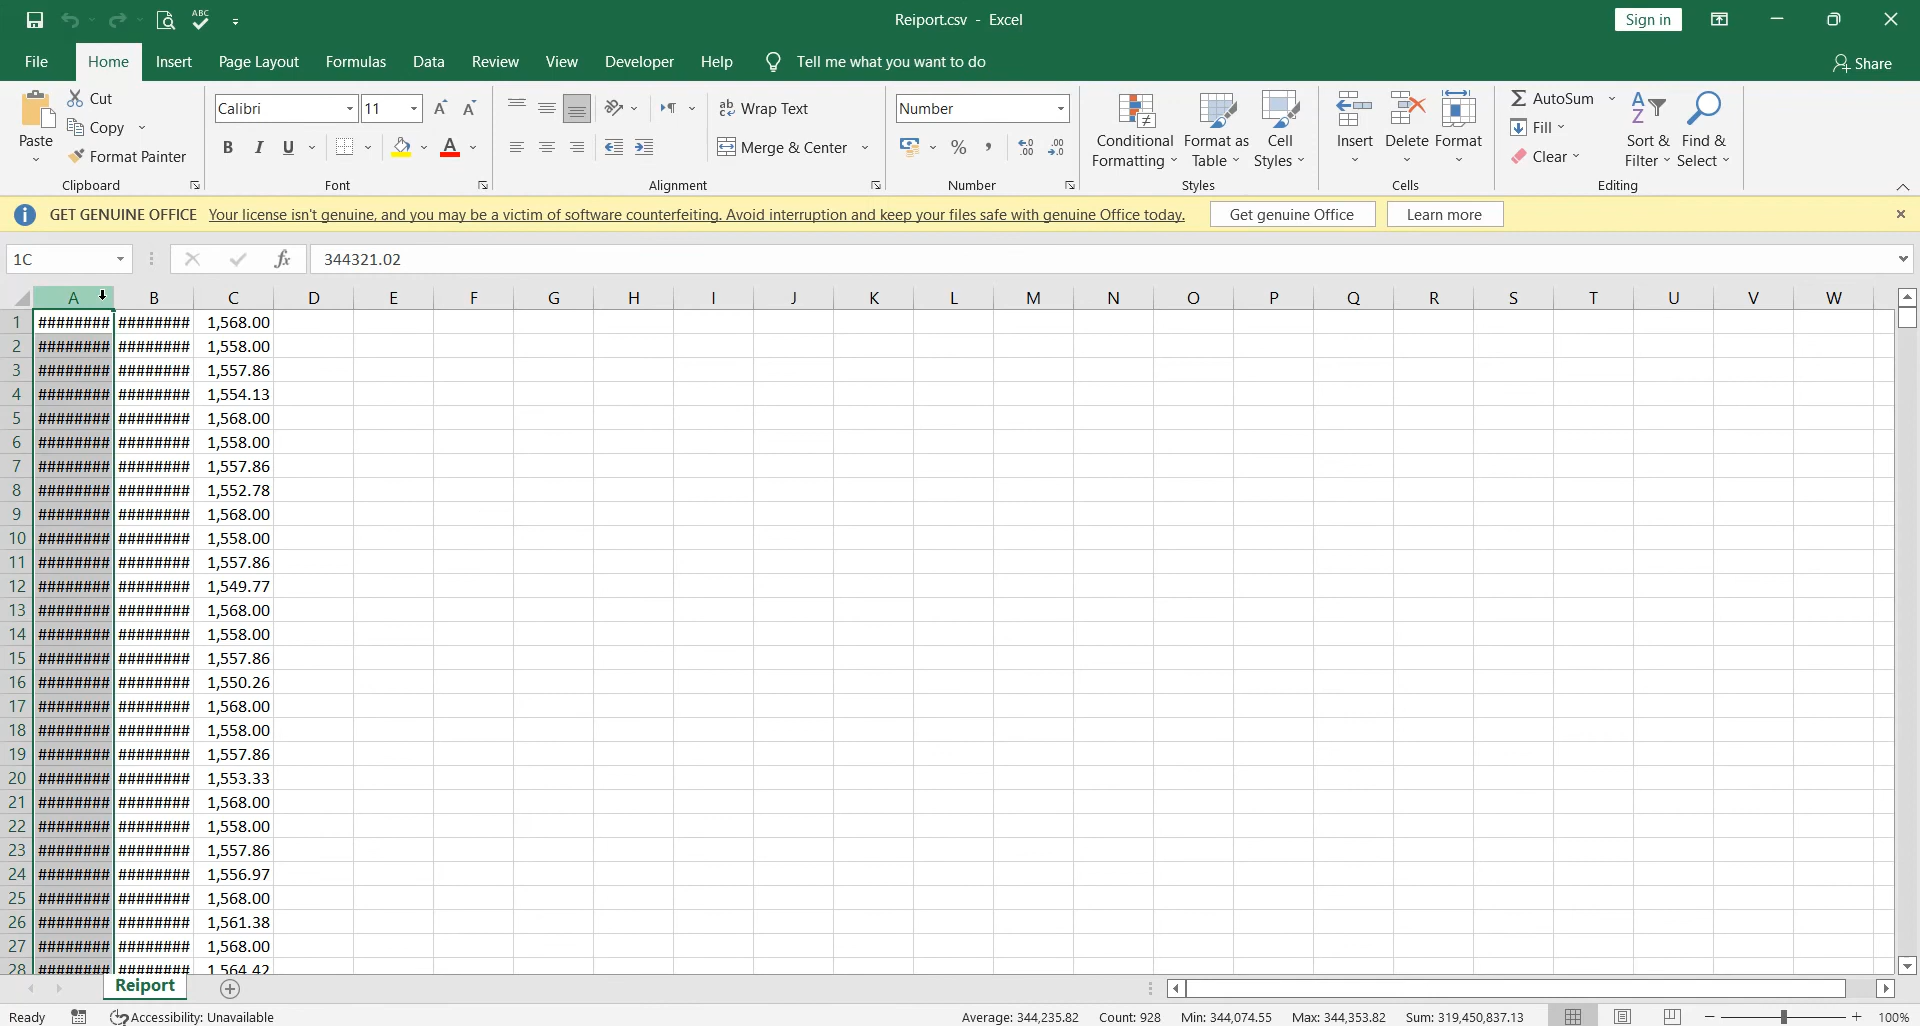 ABC
Reiport.csv - Excel
Sign in
File Home Insert Page Layout Formulas Data Review View Developer Help Tell me what you want to do
Share
Paste
Cut
Copy
Format Painter
Clipboard
Calibri 11
B I U
Font
ab Wrap Text
Merge & Center
Alignment
Number
% ,
Number
Conditional Formatting
Format as Table
Cell Styles
Styles
Insert
Delete
Format
Cells
AutoSum
Fill
Clear
Sort & Filter
Find & Select
Editing
GET GENUINE OFFICE Your license isn't genuine, and you may be a victim of software counterfeiting. Avoid interruption and keep your files safe with genuine Office today. Get genuine Office Learn more
1C fx 344321.02
A B C D E F G H I J K L M N O P Q R S T U V W
1 ######## ######## 1,568.00
2 ######## ######## 1,558.00
3 ######## ######## 1,557.86
4 ######## ######## 1,554.13
5 ######## ######## 1,568.00
6 ######## ######## 1,558.00
7 ######## ######## 1,557.86
8 ######## ######## 1,552.78
9 ######## ######## 1,568.00
10 ######## ######## 1,558.00
11 ######## ######## 1,557.86
12 ######## ######## 1,549.77
13 ######## ######## 1,568.00
14 ######## ######## 1,558.00
15 ######## ######## 1,557.86
16 ######## ######## 1,550.26
17 ######## ######## 1,568.00
18 ######## ######## 1,558.00
19 ######## ######## 1,557.86
20 ######## ######## 1,553.33
21 ######## ######## 1,568.00
22 ######## ######## 1,558.00
23 ######## ######## 1,557.86
24 ######## ######## 1,556.97
25 ######## ######## 1,568.00
26 ######## ######## 1,561.38
27 ######## ######## 1,568.00
28 ######## ######## 1,564.42
Reiport
Ready Accessibility: Unavailable Average: 344,235.82 Count: 928 Min: 344,074.55 Max: 344,353.82 Sum: 319,450,837.13 100%